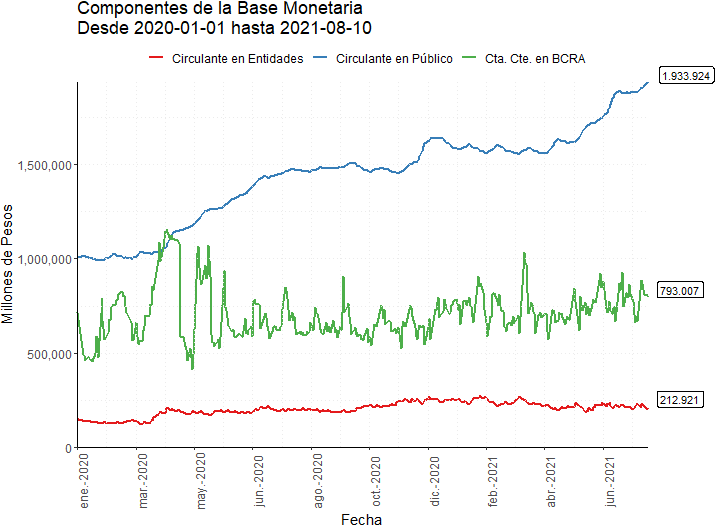 Componentes de la Base Monetaria
Desde 2020-01-01 hasta 2021-08-10
Circulante en Entidades Circulante en Público Cta. Cte. en BCRA
1.933.924
1,500,000
1,000,000
793.007
500,000
212.921
0
Millones de Pesos
ene.-2020
mar.-2020
may.-2020
jun.-2020
ago.-2020
oct.-2020
dic.-2020
feb.-2021
abr.-2021
jun.-2021
Fecha